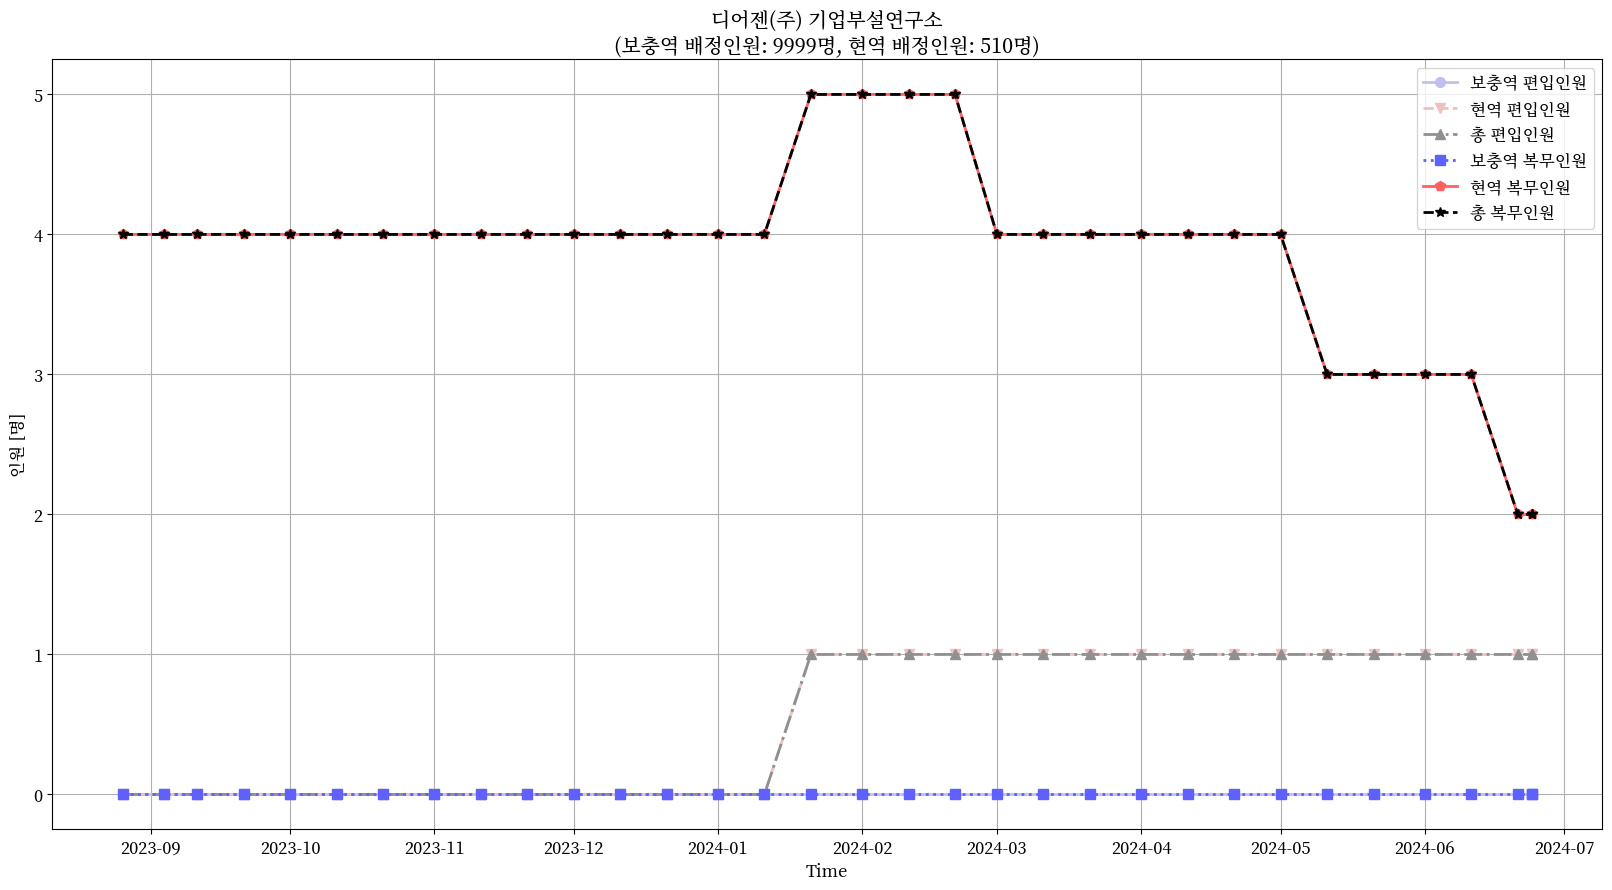 디어젠(주) 기업부설연구소
(보충역 배정인원: 9999명, 현역 배정인원: 510명)
보충역 편입인원
현역 편입인원
총 편입인원
보충역 복무인원
현역 복무인원
총 복무인원
인원 [명]
5
4
3
2
1
0
2023-09
2023-10
2023-11
2023-12
2024-01
2024-02
2024-03
2024-04
2024-05
2024-06
2024-07
Time